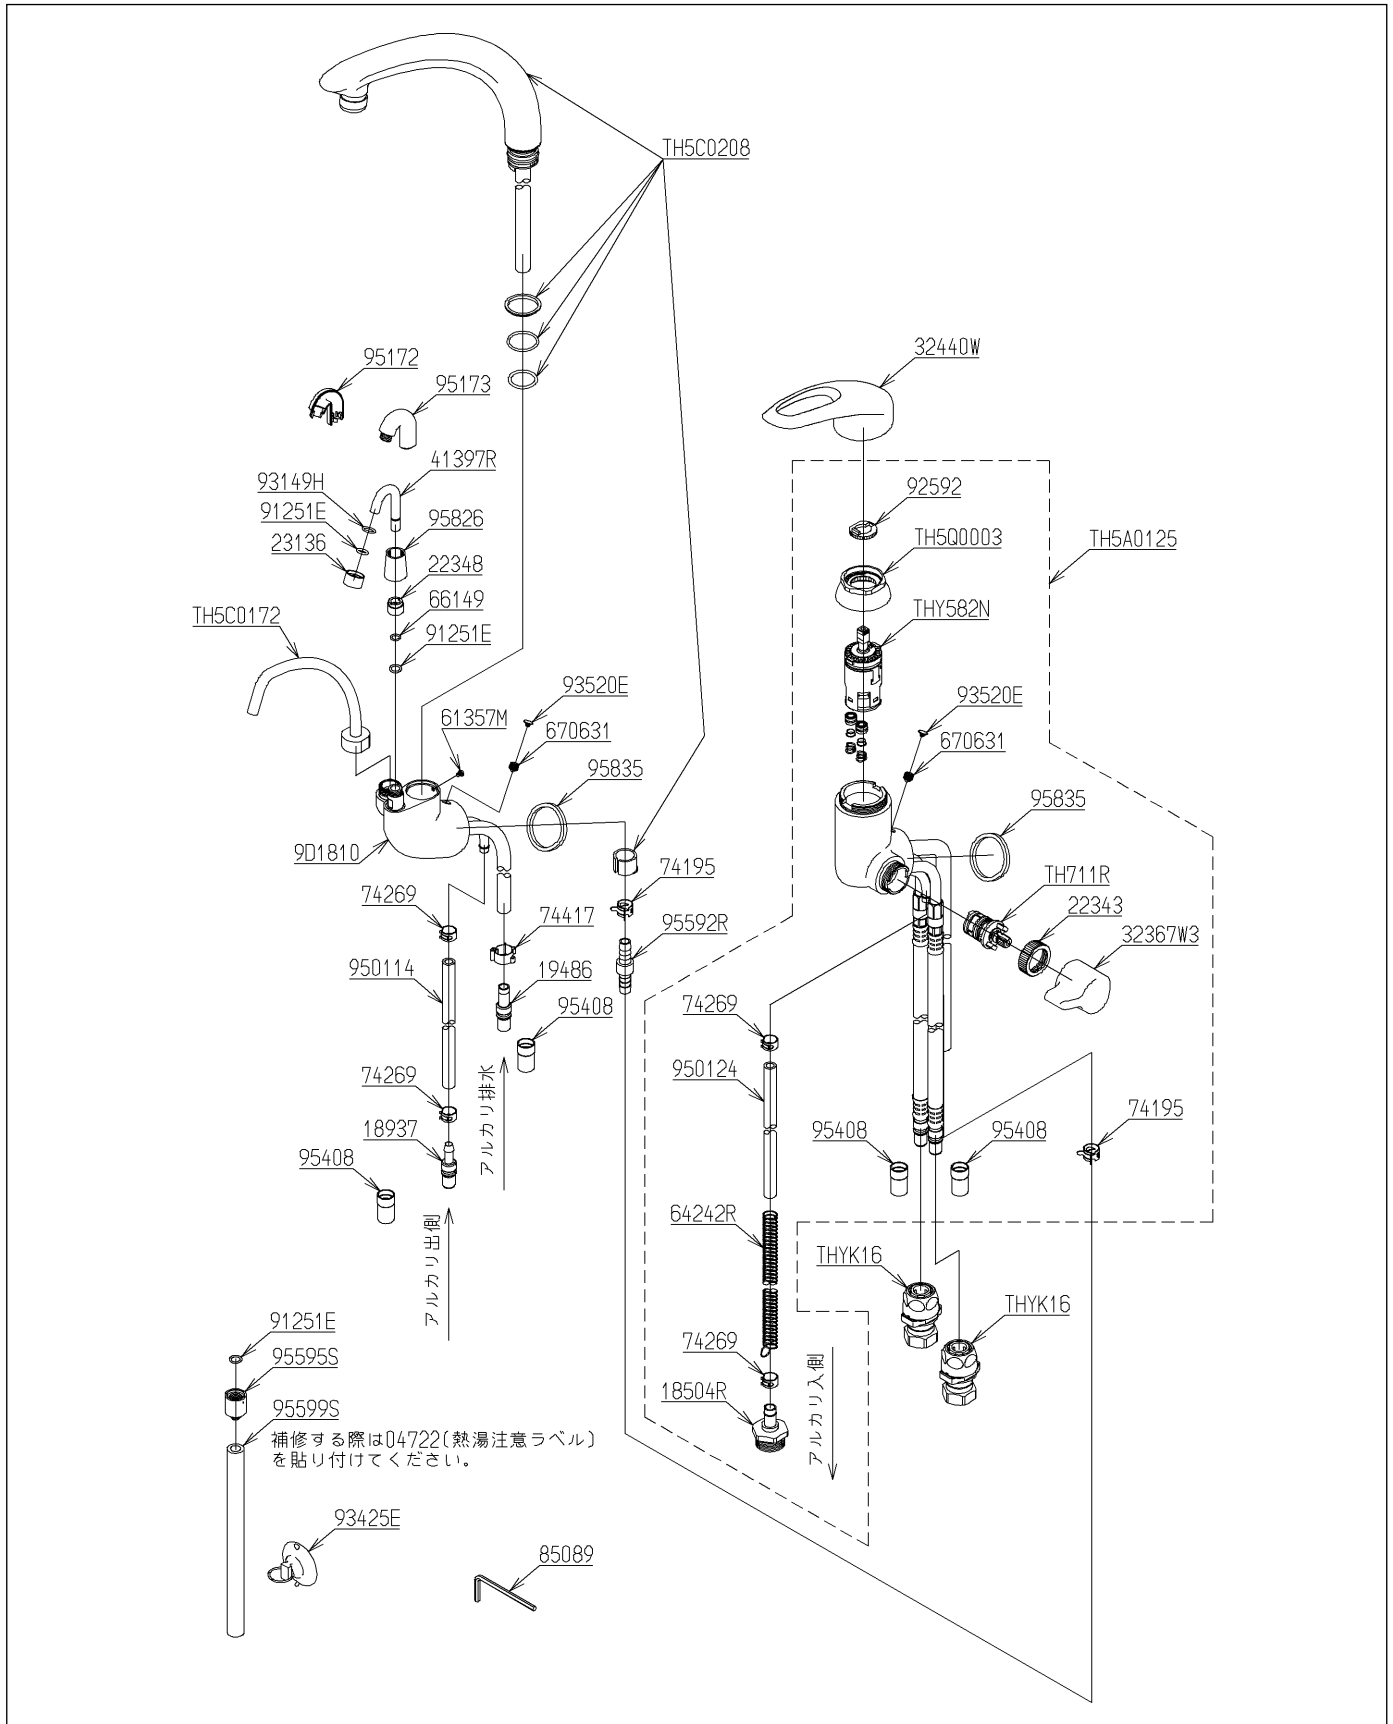 TH5C0208
32440W
95172
95173
41397R
93149H
91251E
95826
23136
22348
66149
TH5C0172
91251E
92592
TH5Q0003
TH5A0125
THY582N
93520E
61357M
670631
95835
93520E
670631
95835
9D1810
74195
TH711R
74269
22343
74417
95592R
32367W3
950114
19486
95408
74269
950124
74269
18937
アルカリ排水
95408
95408
95408
74195
64242R
アルカリ出側
THYK16
THYK16
91251E
95595S
74269
アルカリ入側
18504R
95599S
補修する際は04722(熱湯注意ラベル)
を貼り付けてください。
93425E
85089